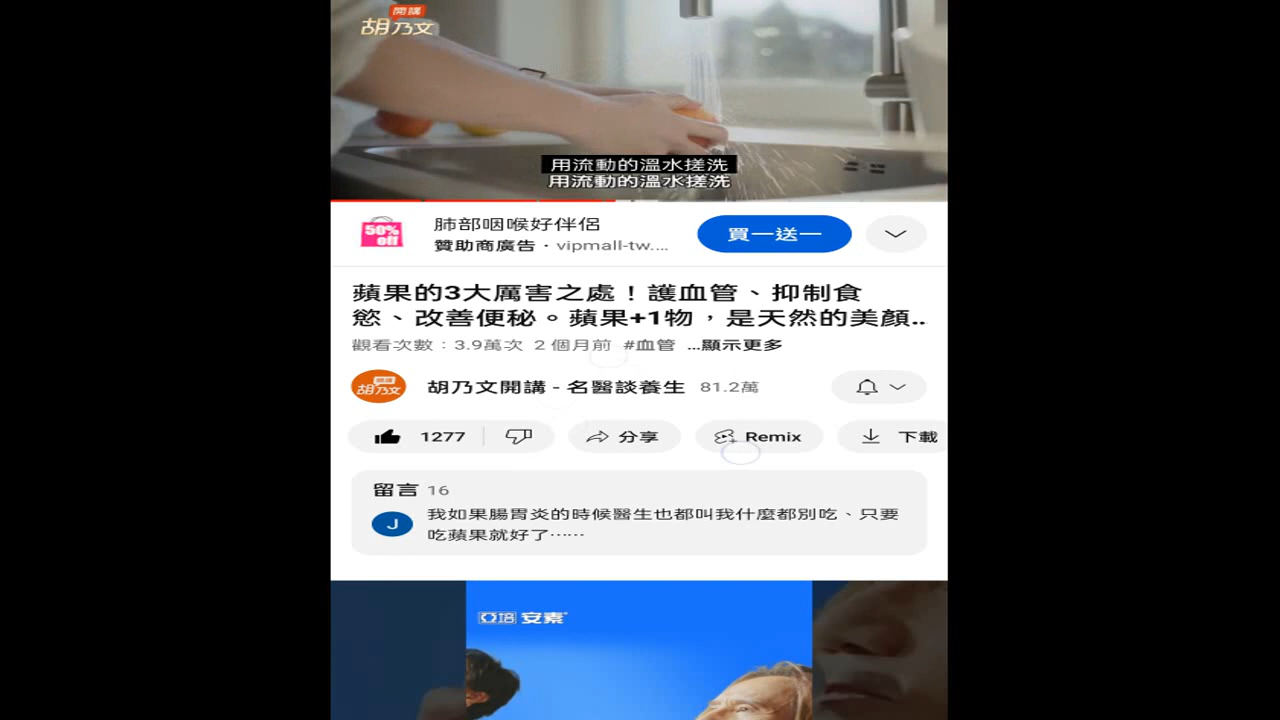 開講
胡乃文
用流動的溫水搓洗
用流動的溫水搓洗
50%
off
肺部咽喉好伴侶
贊助商廣告·vipmall-tw....
買一送一
蘋果的3大厲害之處！護血管、抑制食
慾、改善便秘。蘋果+1物，是天然的美顏..
觀看次數：3.9萬次 2 個月前 #血管 ...顯示更多
開講
胡乃文
胡乃文開講 - 名醫談養生 81.2萬
1277
分享
Remix
下載
留言 16
J
我如果腸胃炎的時候醫生也都叫我什麼都別吃、只要
吃蘋果就好了……
亞培 安素